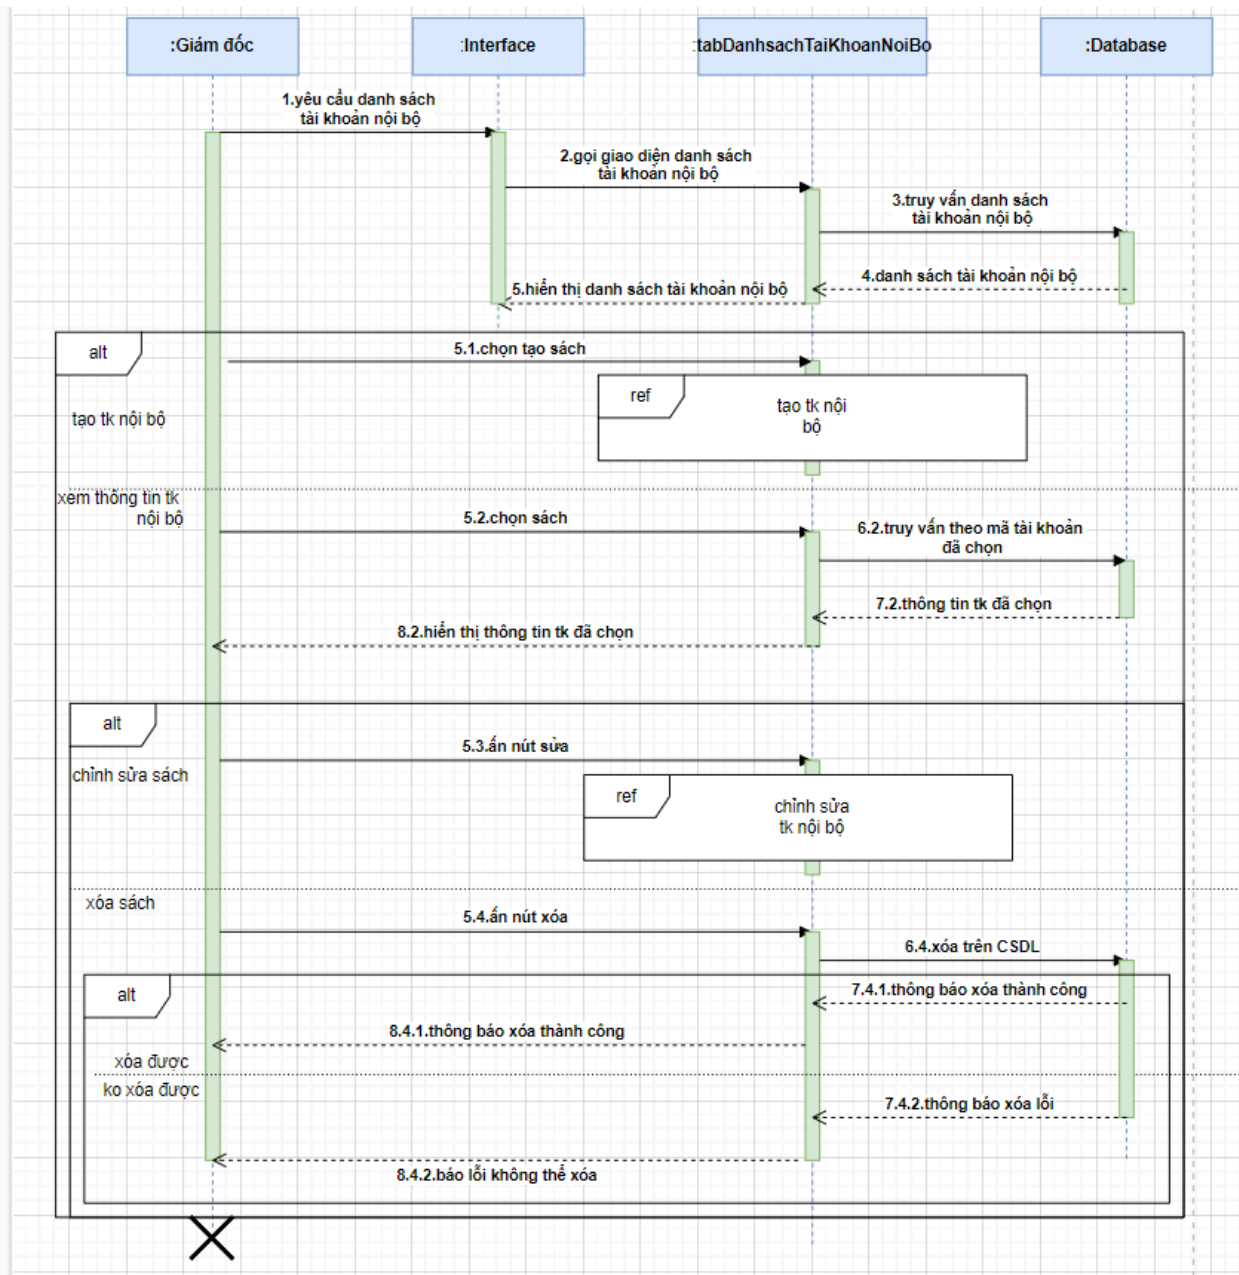 :Giám đốc
:Interface
:tabDanhsachTaiKhoanNoiBo
:Database
1.yêu cầu danh sách
tài khoản nội bộ
2.gọi giao diện danh sách
tài khoản nội bộ
3.truy vấn danh sách
tài khoản nội bộ
4.danh sách tài khoản nội bộ
5.hiển thị danh sách tài khoản nội bộ
alt
5.1.chọn tạo sách
ref
tạo tk nội
bộ
tạo tk nội bộ
xem thông tin tk
nội bộ
5.2.chọn sách
6.2.truy vấn theo mã tài khoản
đã chọn
7.2.thông tin tk đã chọn
8.2.hiển thị thông tin tk đã chọn
alt
5.3.ấn nút sửa
chỉnh sửa sách
ref
chỉnh sửa
tk nội bộ
xóa sách
5.4.ấn nút xóa
6.4.xóa trên CSDL
alt
7.4.1.thông báo xóa thành công
8.4.1.thông báo xóa thành công
xóa được
ko xóa được
7.4.2.thông báo xóa lỗi
8.4.2.báo lỗi không thể xóa